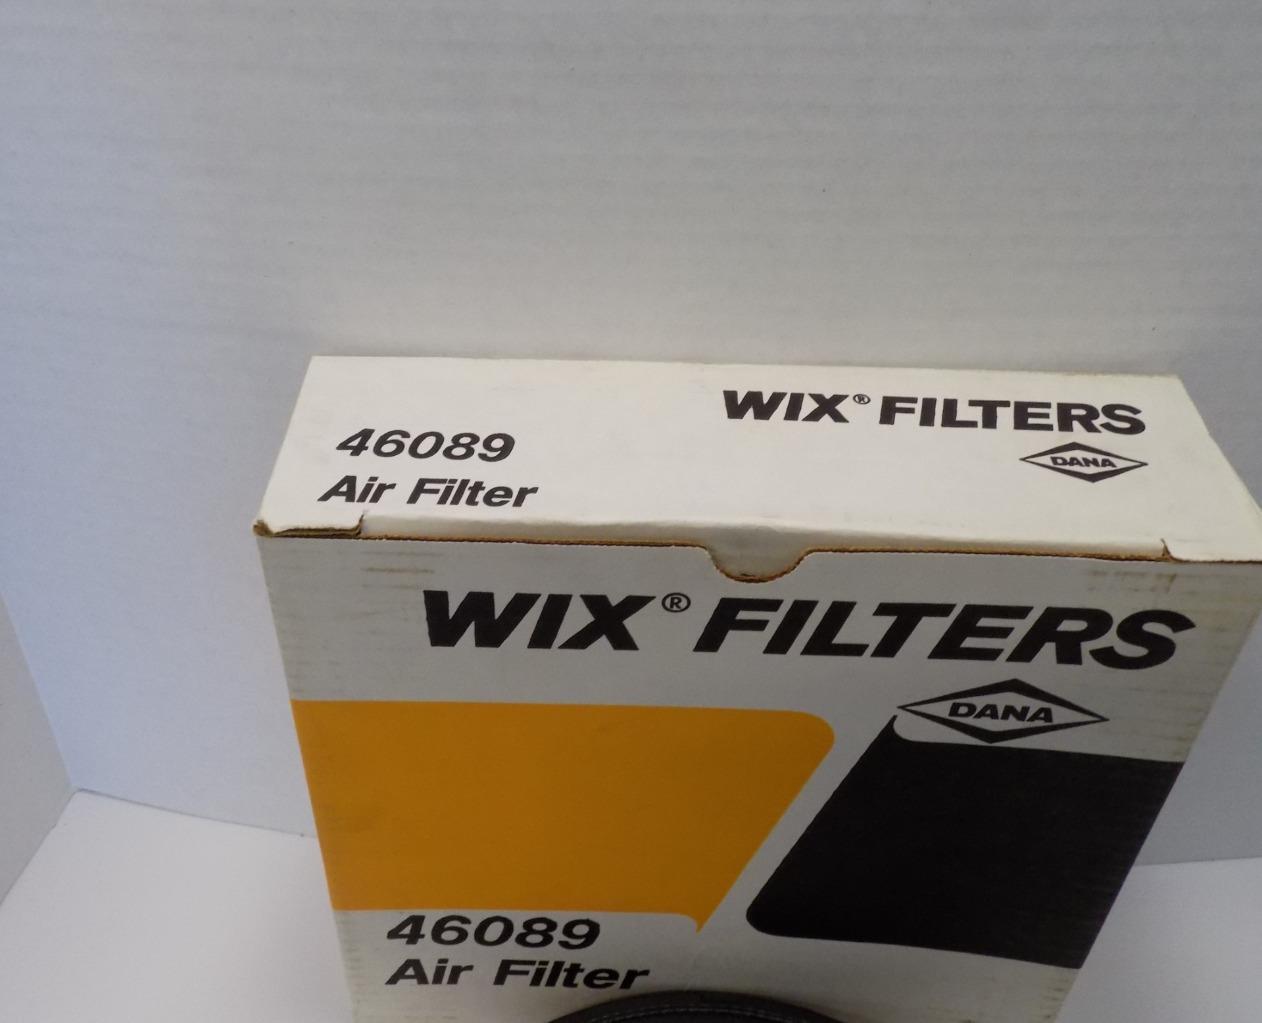 WIX® FILTERS
DANA
46089
Air Filter
WIX® FILTERS
DANA
46089
Air Filter